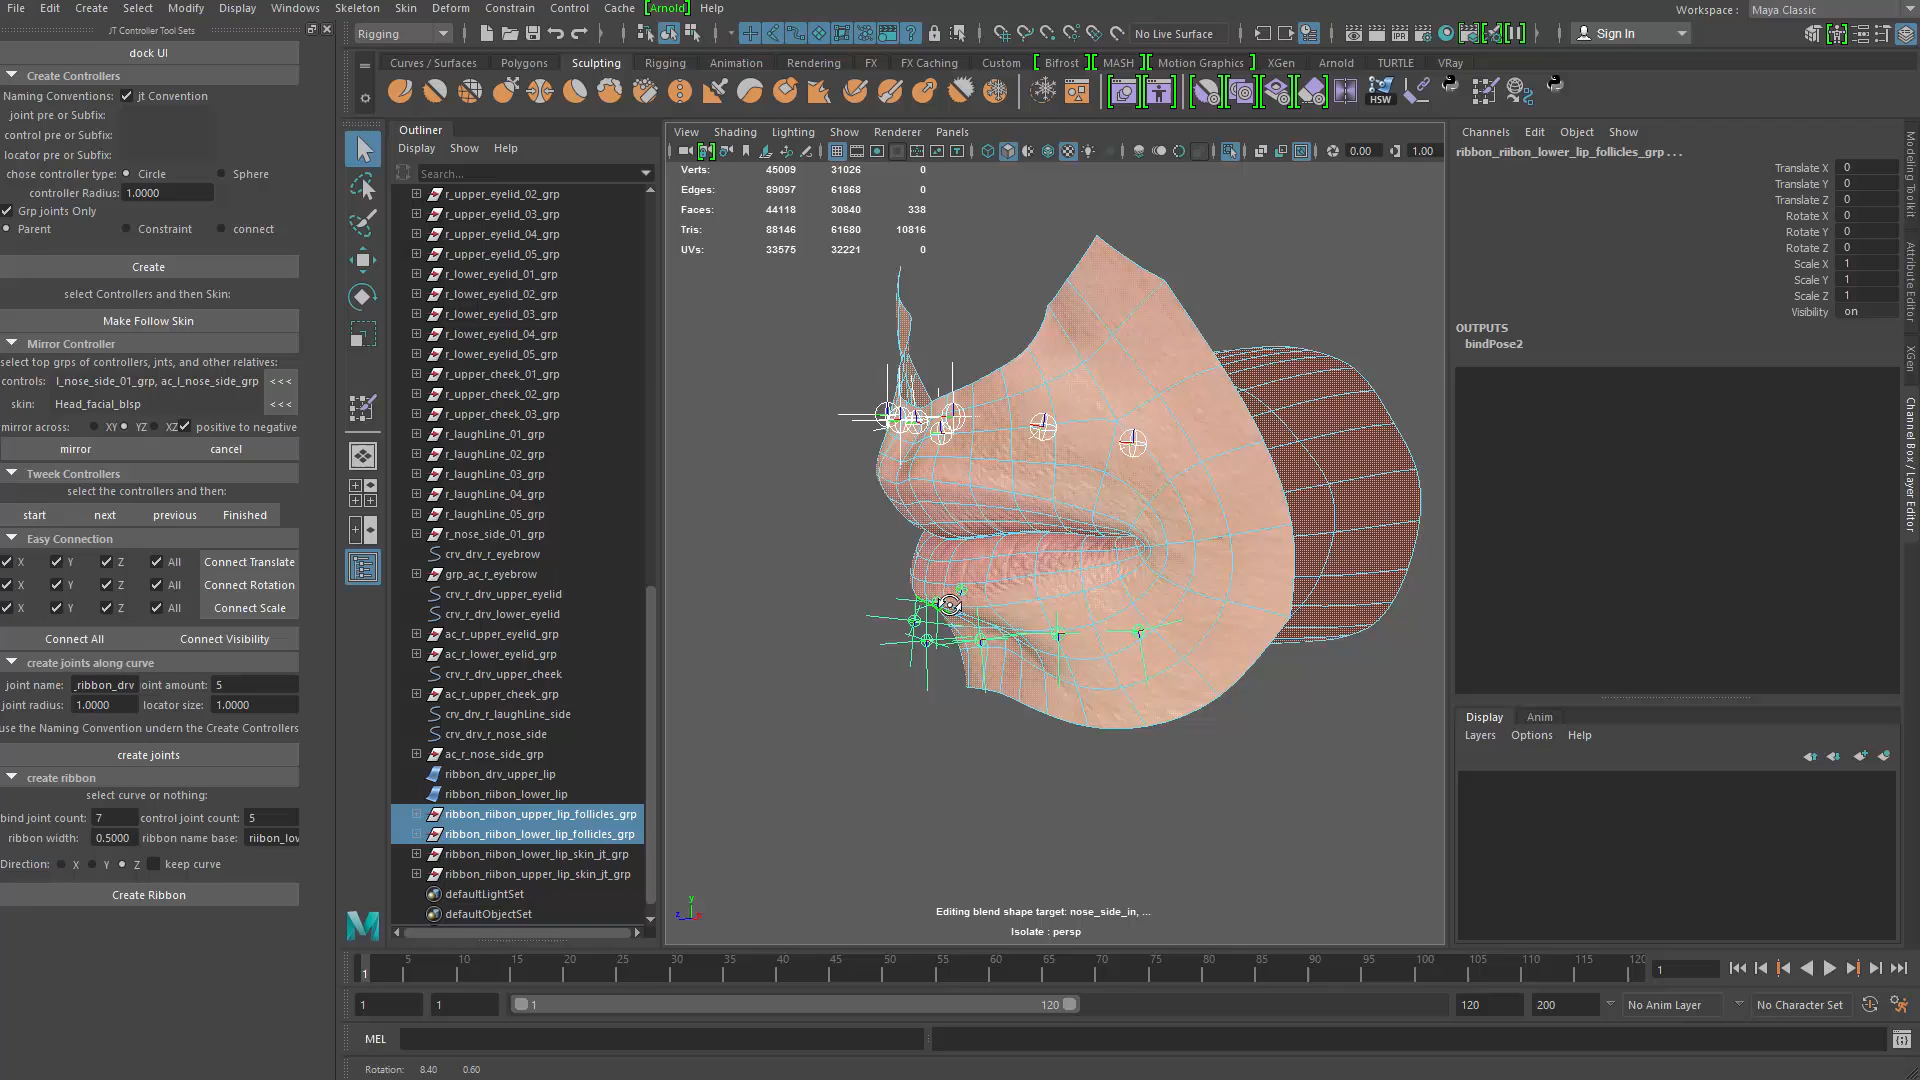 File Edit Create Select Modify Display Windows Skeleton Skin Deform Constrain Control Cache [Arnold] Help
Workspace : Maya Classic
JT Controller Tool Sets
dock UI
Create Controllers
Naming Conventions: jt Convention
joint pre or Subfix:
control pre or Subfix:
locator pre or Subfix:
chose controller type: Circle Sphere
controller Radius: 1.0000
Grp joints Only
Parent Constraint connect
Create
select Controllers and then Skin:
Make Follow Skin
Mirror Controller
select top grps of controllers, jnts, and other relatives:
controls: l_nose_side_01_grp, ac_l_nose_side_grp <<<
skin: Head_facial_blsp <<<
mirror across: XY YZ XZ positive to negative
mirror cancel
Tweek Controllers
select the controllers and then:
start next previous Finished
Easy Connection
X Y Z All Connect Translate
X Y Z All Connect Rotation
X Y Z All Connect Scale
Connect All Connect Visibility
create joints along curve
joint name: _ribbon_drv oint amount: 5
joint radius: 1.0000 locator size: 1.0000
use the Naming Convention undern the Create Controllers
create joints
create ribbon
select curve or nothing:
bind joint count: 7 control joint count: 5
ribbon width: 0.5000 ribbon name base: riibon_lov
Direction: X Y Z keep curve
Create Ribbon
Rigging
No Live Surface
Sign In
Curves / Surfaces Polygons Sculpting Rigging Animation Rendering FX FX Caching Custom Bifrost MASH Motion Graphics XGen Arnold TURTLE VRay
IPR
HSW
Outliner
Display Show Help
Search...
r_upper_eyelid_02_grp
r_upper_eyelid_03_grp
r_upper_eyelid_04_grp
r_upper_eyelid_05_grp
r_lower_eyelid_01_grp
r_lower_eyelid_02_grp
r_lower_eyelid_03_grp
r_lower_eyelid_04_grp
r_lower_eyelid_05_grp
r_upper_cheek_01_grp
r_upper_cheek_02_grp
r_upper_cheek_03_grp
r_laughLine_01_grp
r_laughLine_02_grp
r_laughLine_03_grp
r_laughLine_04_grp
r_laughLine_05_grp
r_nose_side_01_grp
crv_drv_r_eyebrow
grp_ac_r_eyebrow
crv_r_drv_upper_eyelid
crv_r_drv_lower_eyelid
ac_r_upper_eyelid_grp
ac_r_lower_eyelid_grp
crv_r_drv_upper_cheek
ac_r_upper_cheek_grp
crv_drv_r_laughLine_side
crv_drv_r_nose_side
ac_r_nose_side_grp
ribbon_drv_upper_lip
ribbon_riibon_lower_lip
ribbon_riibon_upper_lip_follicles_grp
ribbon_riibon_lower_lip_follicles_grp
ribbon_riibon_lower_lip_skin_jt_grp
ribbon_riibon_upper_lip_skin_jt_grp
defaultLightSet
defaultObjectSet
View Shading Lighting Show Renderer Panels
0.00 1.00
Verts: 45009 31026 0
Edges: 89097 61868 0
Faces: 44118 30840 338
Tris: 88146 61680 10816
UVs: 33575 32221 0
y
z
Editing blend shape target: nose_side_in, ...
Isolate : persp
Channels Edit Object Show
ribbon_riibon_lower_lip_follicles_grp . . .
Translate X 0
Translate Y 0
Translate Z 0
Rotate X 0
Rotate Y 0
Rotate Z 0
Scale X 1
Scale Y 1
Scale Z 1
Visibility on
OUTPUTS
bindPose2
Display Anim
Layers Options Help
Modeling Toolkit
Attribute Editor
XGen
Channel Box / Layer Editor
1 5 10 15 20 25 30 35 40 45 50 55 60 65 70 75 80 85 90 95 100 105 110 115 120
1
1 1 1 120 120 200 No Anim Layer No Character Set
MEL
Rotation: 8.40 0.60